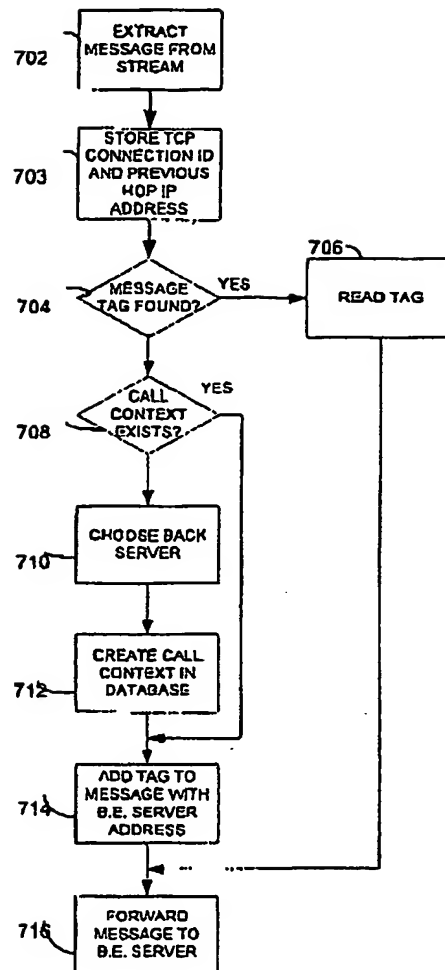 702
EXTRACT
MESSAGE FROM
STREAM
703
STORE TCP
CONNECTION ID
AND PREVIOUS
HOP IP
ADDRESS
704
MESSAGE
TAG FOUND?
YES
706
READ TAG
708
CALL
CONTEXT
EXISTS?
YES
710
CHOOSE BACK
SERVER
712
CREATE CALL
CONTEXT IN
DATABASE
714
ADD TAG TO
MESSAGE WITH
B.E. SERVER
ADDRESS
716
FORWARD
MESSAGE TO
B.E. SERVER